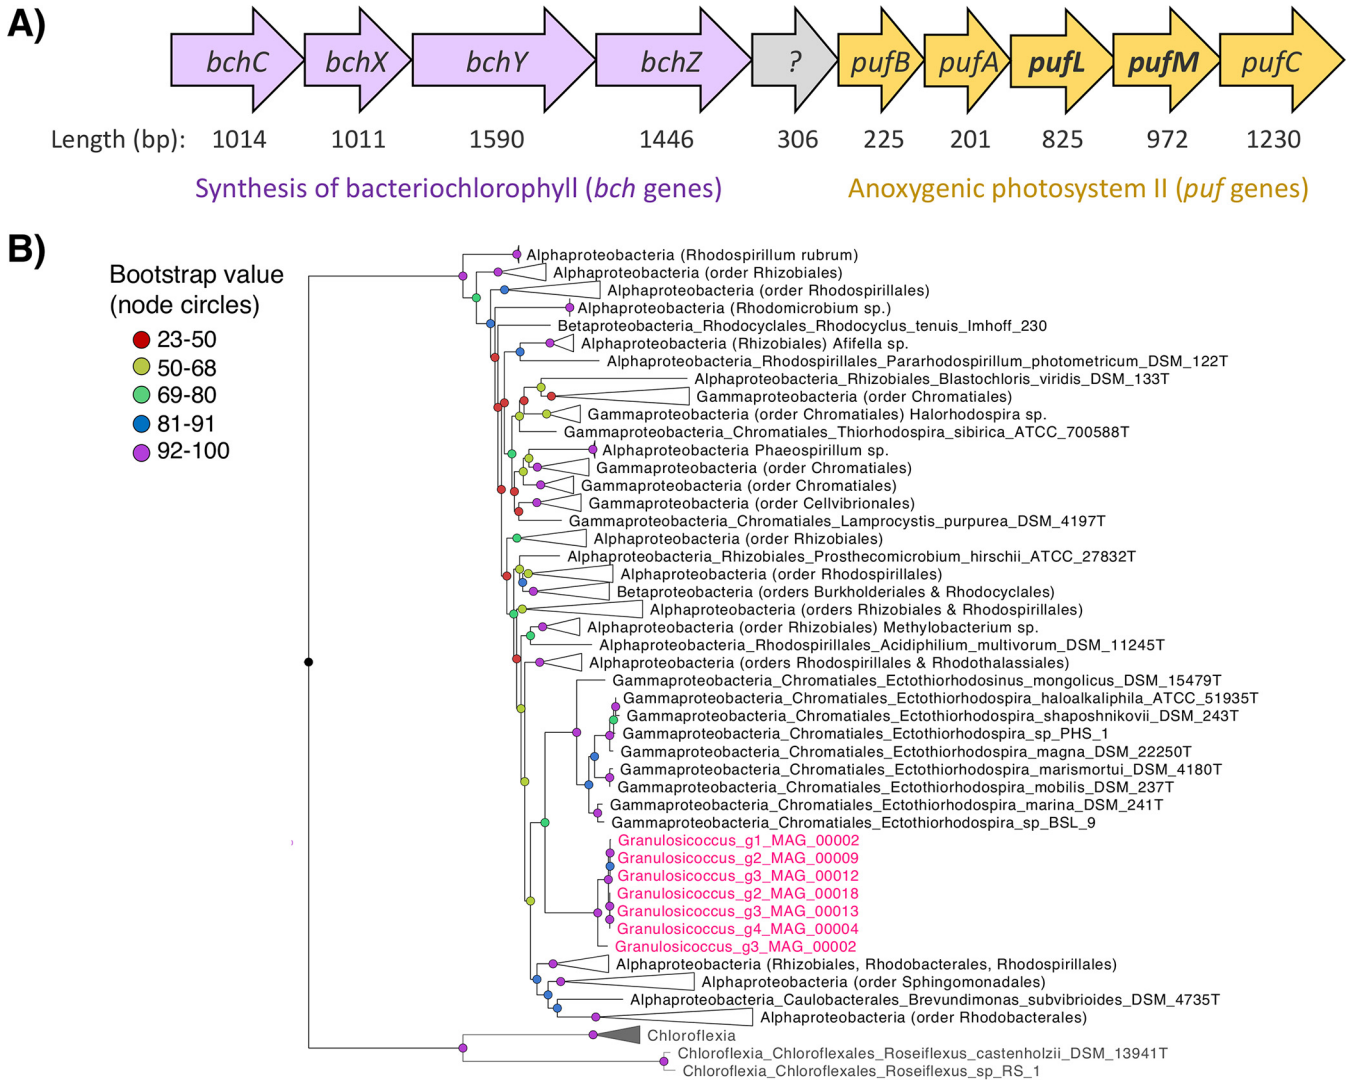 A)
bchC bchX bchY bchZ ? pufB pufA pufL pufM pufC
Length (bp): 1014 1011 1590 1446 306 225 201 825 972 1230
Synthesis of bacteriochlorophyll (bch genes) Anoxygenic photosystem II (puf genes)
B)
Bootstrap value
(node circles)
23-50
50-68
69-80
81-91
92-100
Alphaproteobacteria (Rhodospirillum rubrum)
Alphaproteobacteria (order Rhizobiales)
Alphaproteobacteria (order Rhodospirillales)
Alphaproteobacteria (Rhodomicrobium sp.)
Betaproteobacteria_Rhodocyclales_Rhodocyclus_tenuis_Imhoff_230
Alphaproteobacteria (Rhizobiales) Afifella sp.
Alphaproteobacteria_Rhodospirillales_Pararhodospirillum_photometricum_DSM_122T
Alphaproteobacteria_Rhizobiales_Blastochloris_viridis_DSM_133T
Gammaproteobacteria (order Chromatiales)
Gammaproteobacteria (order Chromatiales) Halorhodospira sp.
Gammaproteobacteria_Chromatiales_Thiorhodospira_sibirica_ATCC_700588T
Alphaproteobacteria Phaeospirillum sp.
Gammaproteobacteria (order Chromatiales)
Gammaproteobacteria (order Chromatiales)
Gammaproteobacteria (order Cellvibrionales)
Gammaproteobacteria_Chromatiales_Lamprocystis_purpurea_DSM_4197T
Alphaproteobacteria (order Rhizobiales)
Alphaproteobacteria_Rhizobiales_Prosthecomicrobium_hirschii_ATCC_27832T
Alphaproteobacteria (order Rhodospirillales)
Betaproteobacteria (orders Burkholderiales & Rhodocyclales)
Alphaproteobacteria (orders Rhizobiales & Rhodospirillales)
Alphaproteobacteria (order Rhizobiales) Methylobacterium sp.
Alphaproteobacteria_Rhodospirillales_Acidiphilium_multivorum_DSM_11245T
Alphaproteobacteria (orders Rhodospirillales & Rhodothalassiales)
Gammaproteobacteria_Chromatiales_Ectothiorhodosinus_mongolicus_DSM_15479T
Gammaproteobacteria_Chromatiales_Ectothiorhodospira_haloalkaliphila_ATCC_51935T
Gammaproteobacteria_Chromatiales_Ectothiorhodospira_shaposhnikovii_DSM_243T
Gammaproteobacteria_Chromatiales_Ectothiorhodospira_sp_PHS_1
Gammaproteobacteria_Chromatiales_Ectothiorhodospira_magna_DSM_22250T
Gammaproteobacteria_Chromatiales_Ectothiorhodospira_marismortui_DSM_4180T
Gammaproteobacteria_Chromatiales_Ectothiorhodospira_mobilis_DSM_237T
Gammaproteobacteria_Chromatiales_Ectothiorhodospira_marina_DSM_241T
Gammaproteobacteria_Chromatiales_Ectothiorhodospira_sp_BSL_9
Granulosicoccus_g1_MAG_00002
Granulosicoccus_g2_MAG_00009
Granulosicoccus_g3_MAG_00012
Granulosicoccus_g2_MAG_00018
Granulosicoccus_g3_MAG_00013
Granulosicoccus_g4_MAG_00004
Granulosicoccus_g3_MAG_00002
Alphaproteobacteria (Rhizobiales, Rhodobacterales, Rhodospirillales)
Alphaproteobacteria (order Sphingomonadales)
Alphaproteobacteria_Caulobacterales_Brevundimonas_subvibrioides_DSM_4735T
Alphaproteobacteria (order Rhodobacterales)
Chloroflexia
Chloroflexia_Chloroflexales_Roseiflexus_castenholzii_DSM_13941T
Chloroflexia_Chloroflexales_Roseiflexus_sp_RS_1